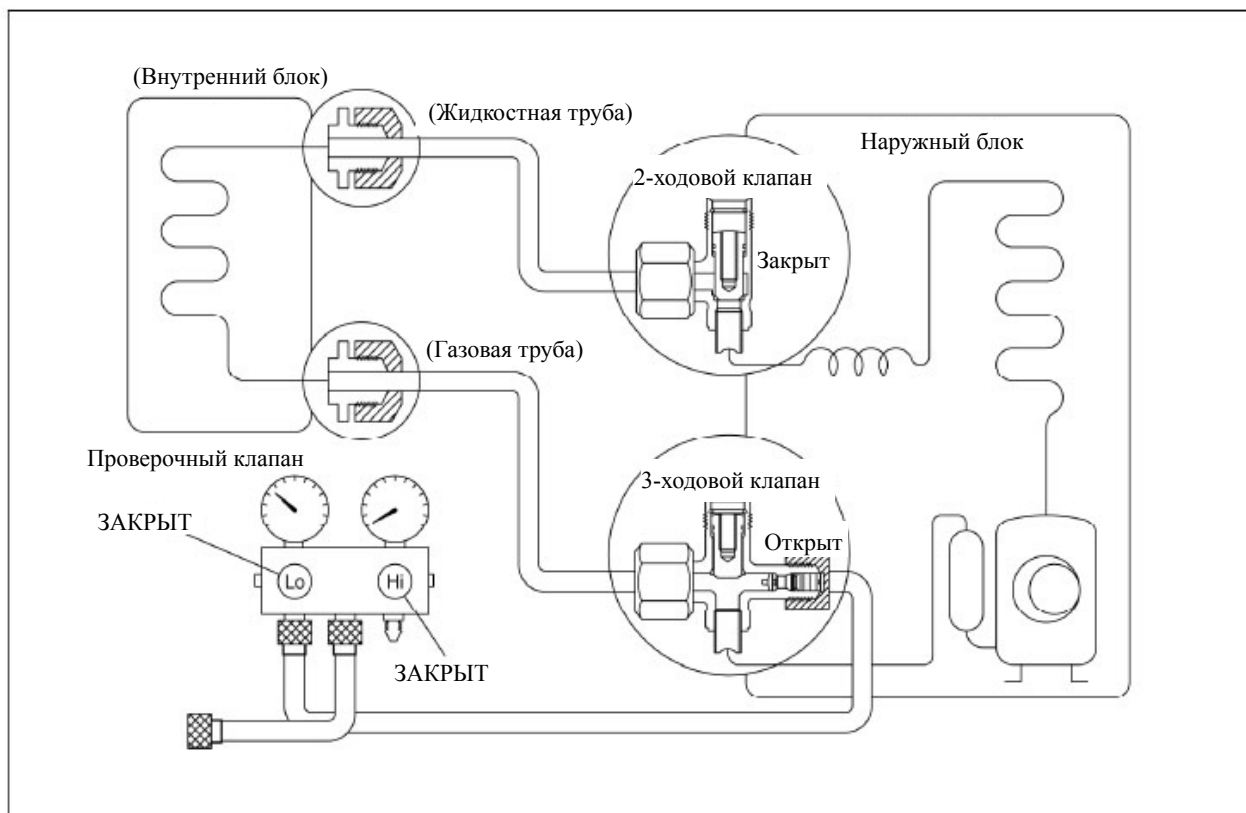 (Внутренний блок)
(Жидкостная труба)
Наружный блок
2-ходовой клапан
Закрыт
(Газовая труба)
Проверочный клапан
3-ходовой клапан
ЗАКРЫТ
Открыт
Lo
Hi
ЗАКРЫТ